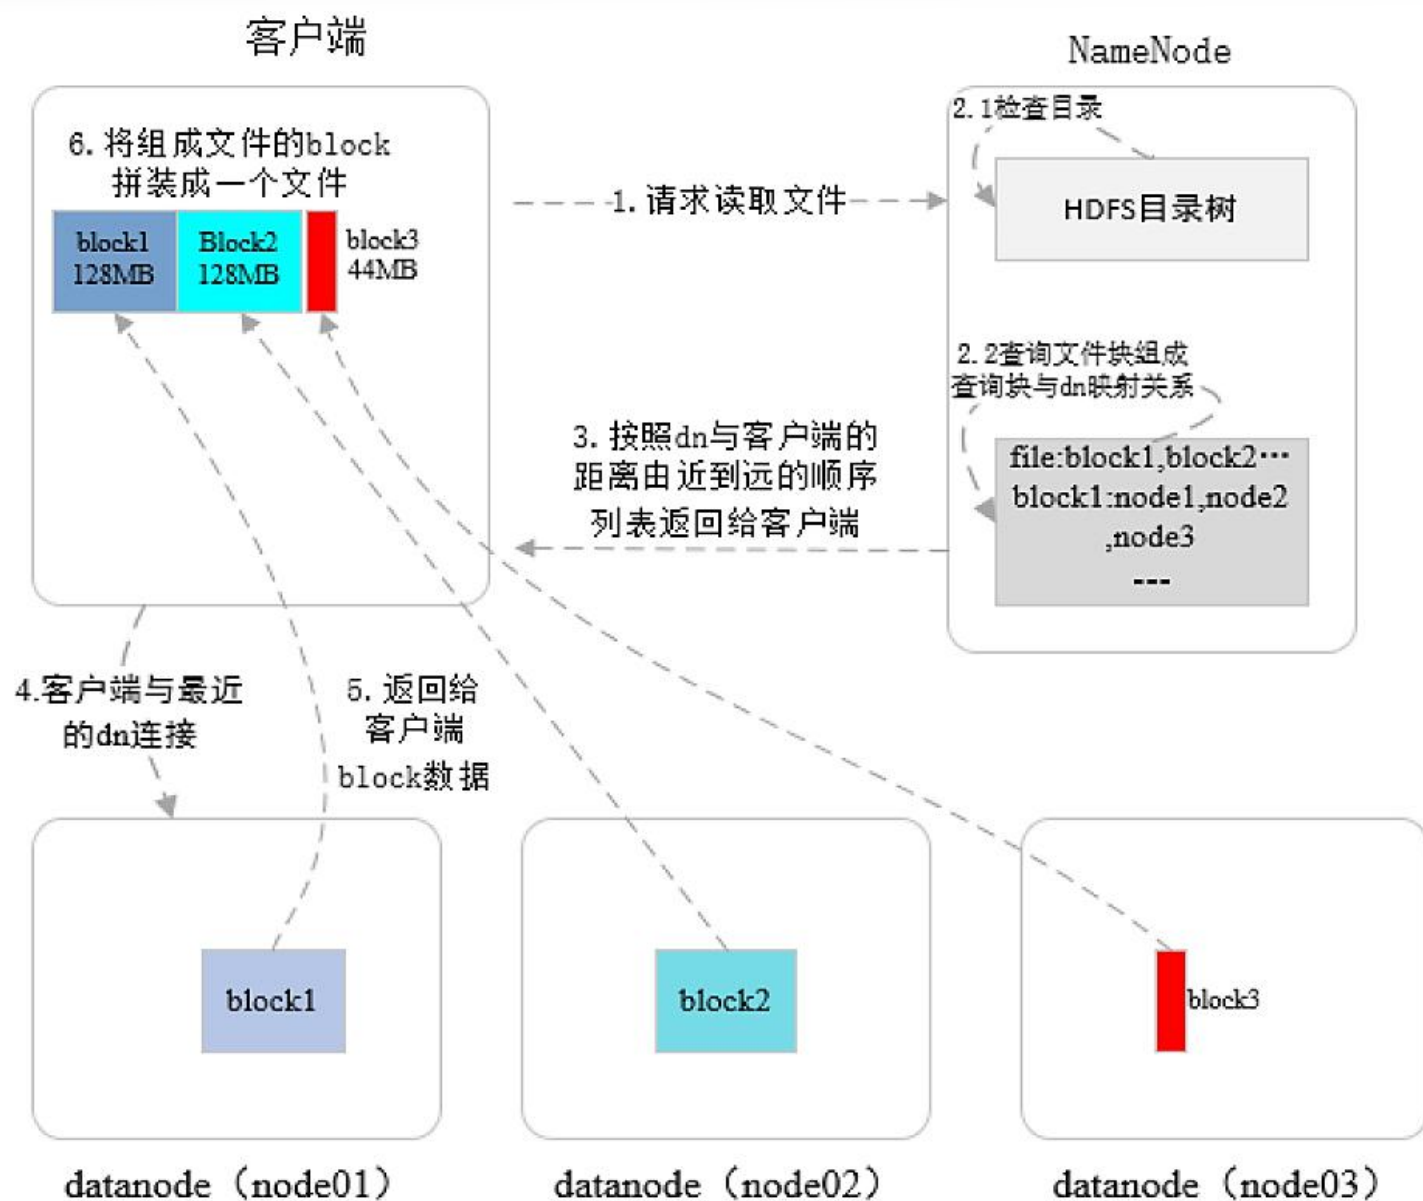 客户端
NameNode
2.1检查目录
6. 将组成文件的block
拼装成一个文件
1. 请求读取文件
HDFS目录树
block1
128MB
Block2
128MB
block3
44MB
2.2查询文件块组成
查询块与dn映射关系
3. 按照dn与客户端的
距离由近到远的顺序
列表返回给客户端
file:block1,block2…
block1:node1,node2
,node3
---
4.客户端与最近
的dn连接
5. 返回给
客户端
block数据
block1
block2
block3
datanode（node01）
datanode（node02）
datanode（node03）